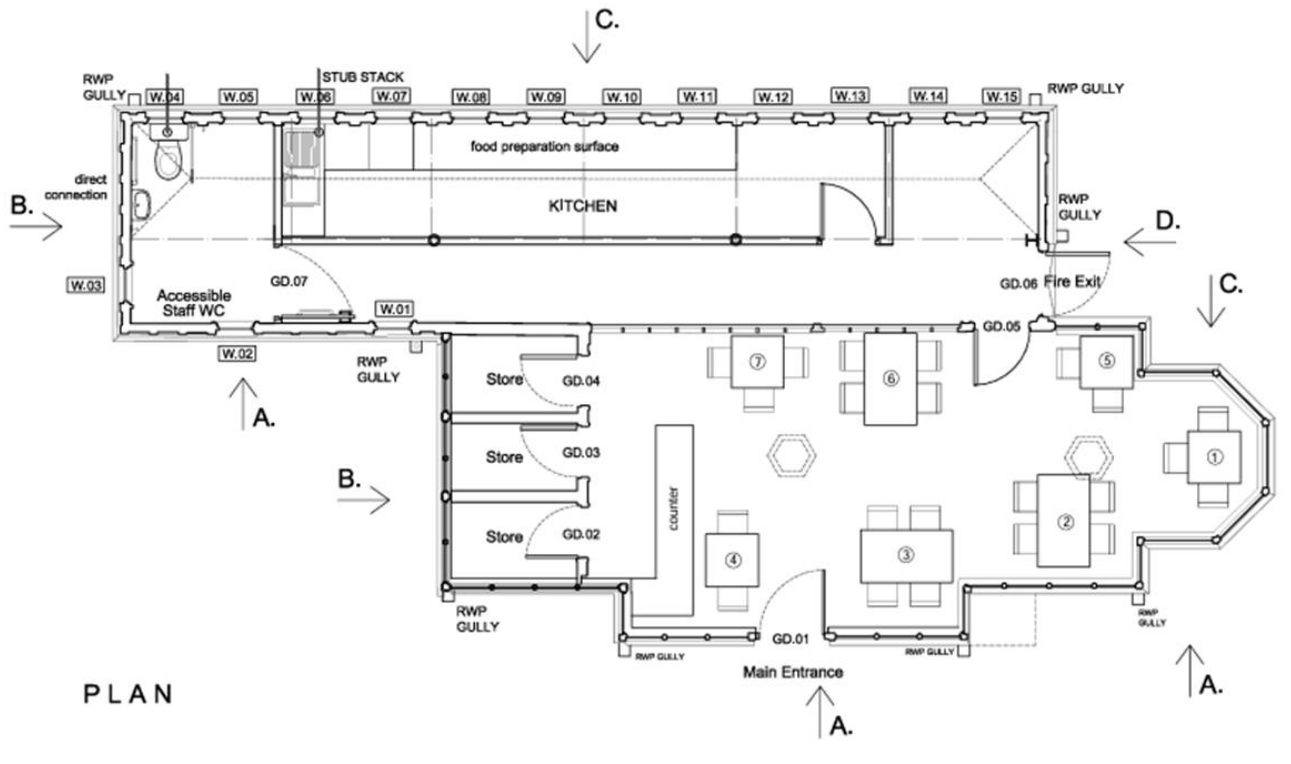 C.
RWP
GULLY
STUB STACK
W.04
W.05
W.06
W.07
W.08
W.09
W.10
W.11
W.12
W.13
W.14
W.15
RWP GULLY
food preparation surface
direct
connection
KITCHEN
B.
RWP
GULLY
D.
W.03
GD.07
GD.06
Fire Exit
Accessible
Staff WC
W.01
C.
W.02
RWP
GULLY
GD.05
7
6
5
Store
GD.04
A.
Store
GD.03
1
B.
counter
2
Store
GD.02
4
3
RWP
GULLY
RWP
GULLY
GD.01
RWP GULLY
RWP GULLY
Main Entrance
PLAN
A.
A.